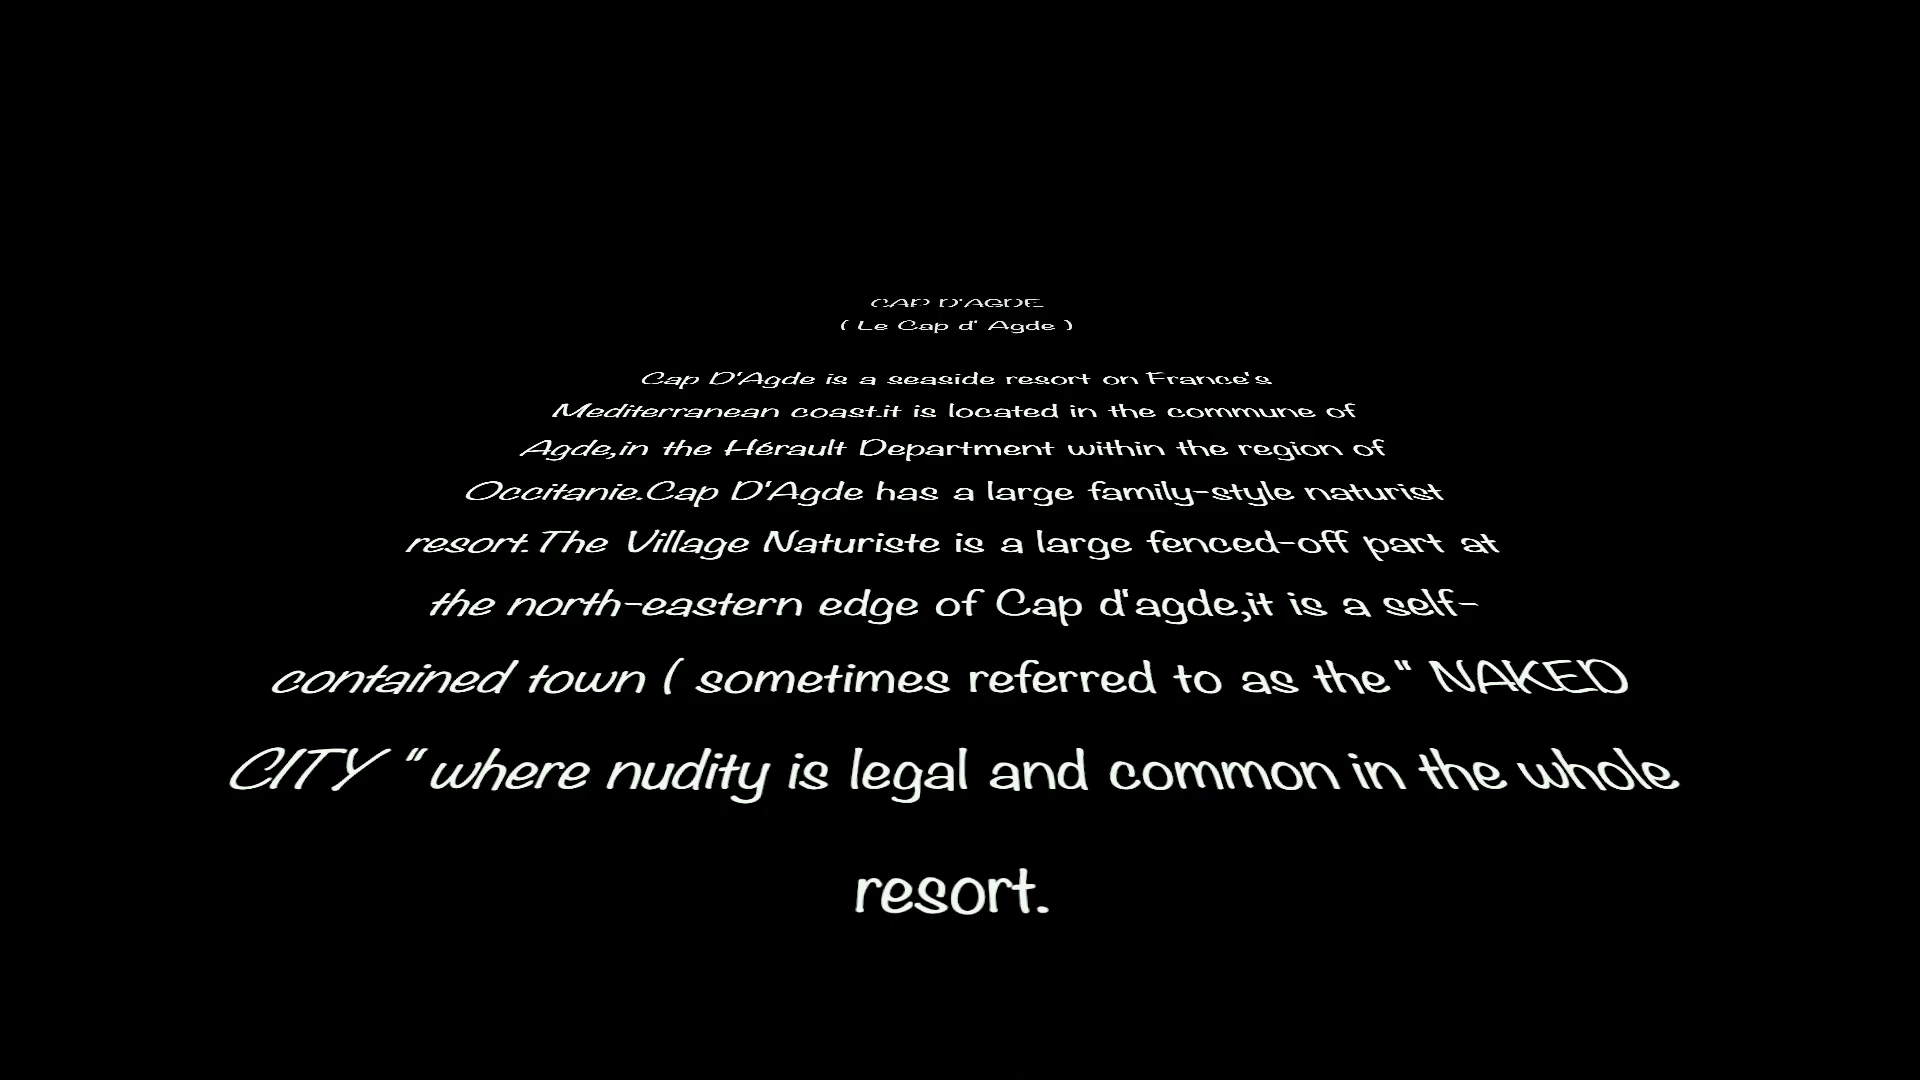 CAP D'AGDE
( Le Cap d' Agde )
Cap D'Agde is a seaside resort on France's
Mediterranean coast.it is located in the commune of
Agde,in the Hérault Department within the region of
Occitanie.Cap D'Agde has a large family-style naturist
resort.The Village Naturiste is a large fenced-off part at
the north-eastern edge of Cap d'agde,it is a self-
contained town ( sometimes referred to as the " NAKED
CITY " where nudity is legal and common in the whole
resort.